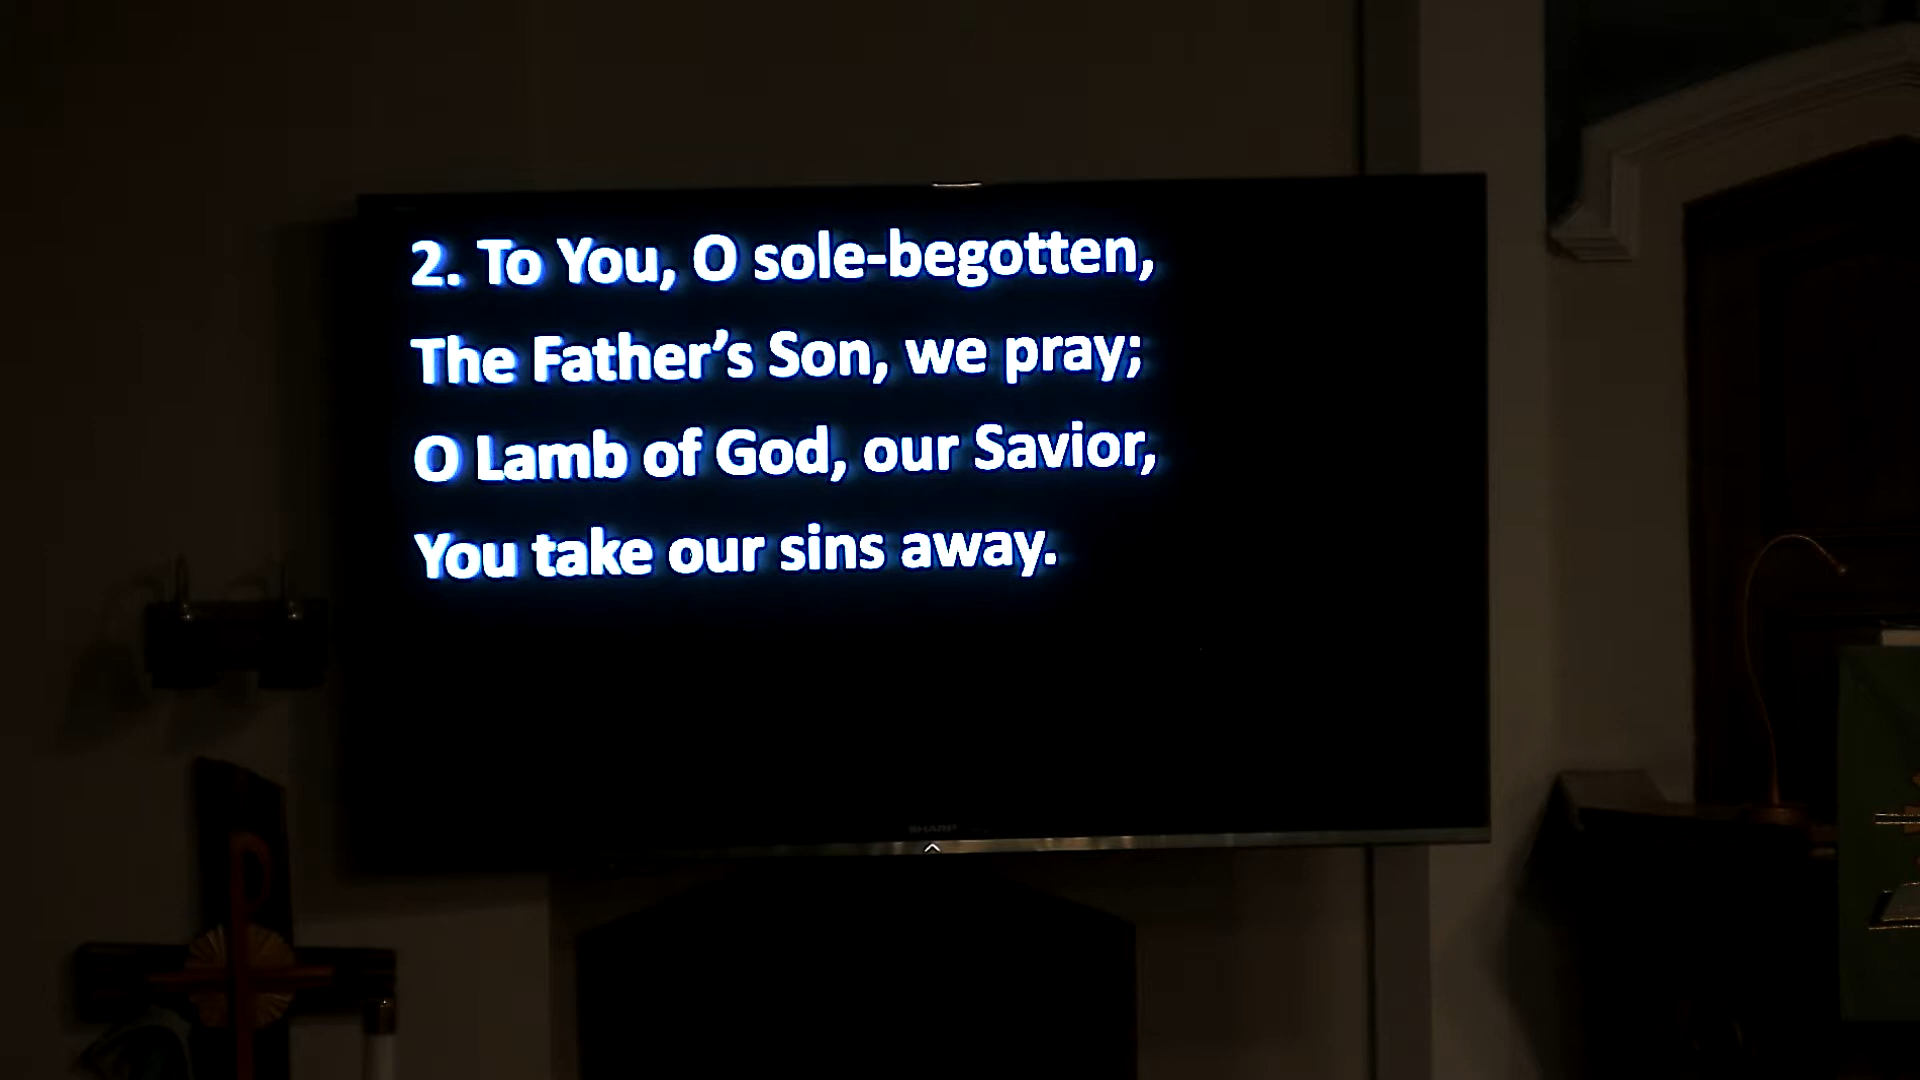 2. To You, O sole-begotten,
The Father’s Son, we pray;
O Lamb of God, our Savior,
You take our sins away.
SHARP